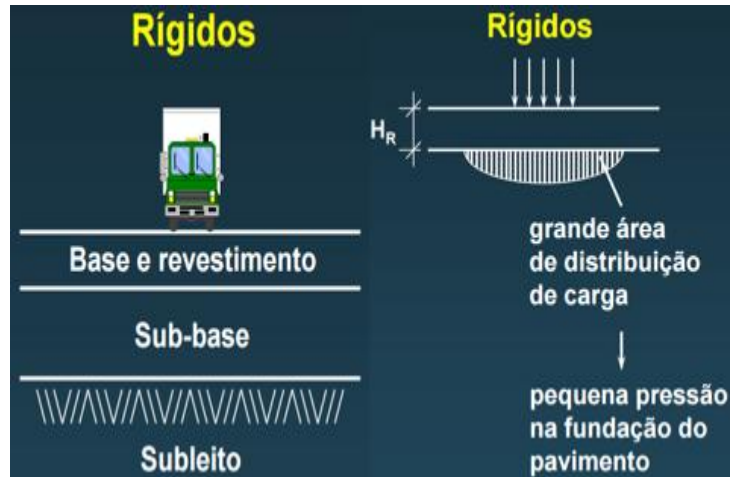 Rígidos
Base e revestimento
Sub-base
Subleito
Rígidos
HR
grande área
de distribuição
de carga
pequena pressão
na fundação do
pavimento